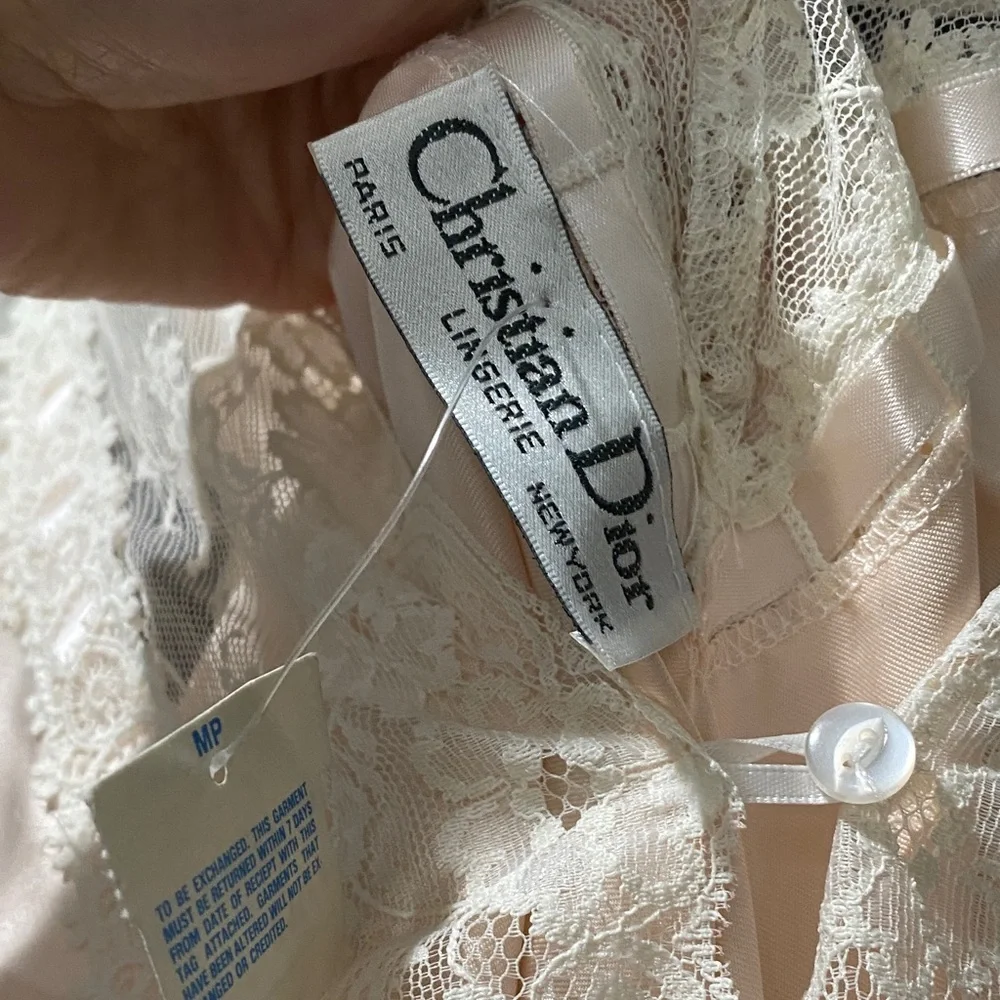 Christian Dior
PARIS LINGERIE NEW YORK
MP
TO BE EXCHANGED. THIS GARMENT
MUST BE RETURNED WITHIN 7 DAYS
FROM DATE OF RECIEPT WITH THIS
TAG ATTACHED. GARMENTS THAT
HAVE BEEN ALTERED WILL NOT BE EX
ANGED OR CREDITED.